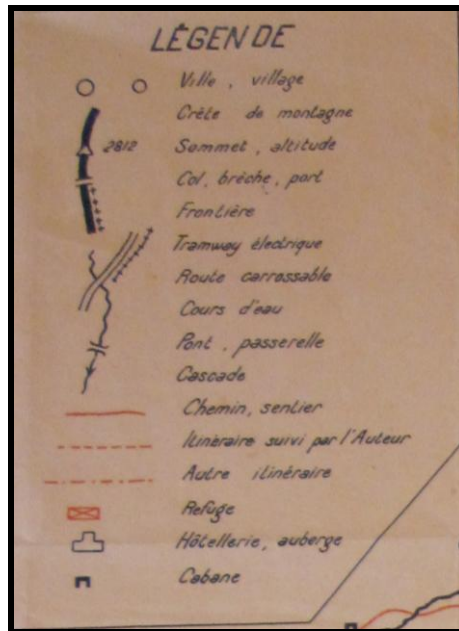 LÉGENDE
Ville, village
Crête de montagne
2812 Sommet, altitude
Col, brèche, port
Frontière
Tramway électrique
Route carrossable
Cours d'eau
Pont, passerelle
Cascade
Chemin, sentier
Itinéraire suivi par l'Auteur
Autre itinéraire
Refuge
Hôtellerie, auberge
Cabane